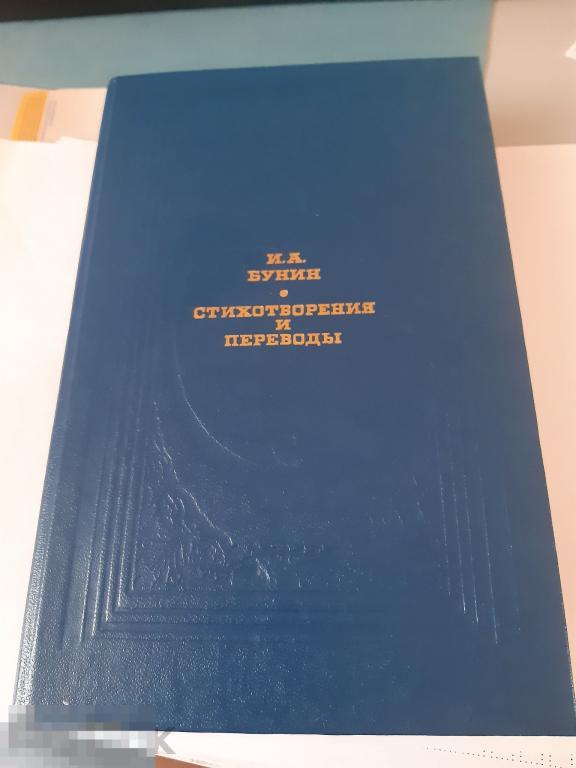 И.А.
БУНИН
•
СТИХОТВОРЕНИЯ
И
ПЕРЕВОДЫ